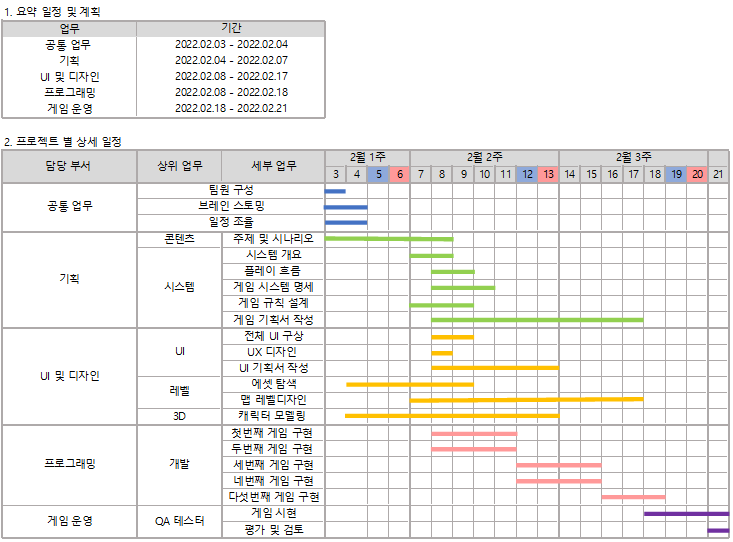 1. 요약 일정 및 계획
업무 기간
공통 업무 2022.02.03 - 2022.02.04
기획 2022.02.04 - 2022.02.07
UI 및 디자인 2022.02.08 - 2022.02.17
프로그래밍 2022.02.08 - 2022.02.18
게임 운영 2022.02.18 - 2022.02.21
2. 프로젝트 별 상세 일정
담당 부서 상위 업무 세부 업무 2월 1주 2월 2주 2월 3주
3 4 5 6 7 8 9 10 11 12 13 14 15 16 17 18 19 20 21
공통 업무 팀원 구성
브레인 스토밍
일정 조율
기획 콘텐츠 주제 및 시나리오
시스템 시스템 개요
플레이 흐름
게임 시스템 명세
게임 규칙 설계
게임 기획서 작성
UI 및 디자인 UI 전체 UI 구상
UX 디자인
UI 기획서 작성
레벨 에셋 탐색
맵 레벨디자인
3D 캐릭터 모델링
프로그래밍 개발 첫번째 게임 구현
두번째 게임 구현
세번째 게임 구현
네번째 게임 구현
다섯번째 게임 구현
게임 운영 QA 테스터 게임 시현
평가 및 검토